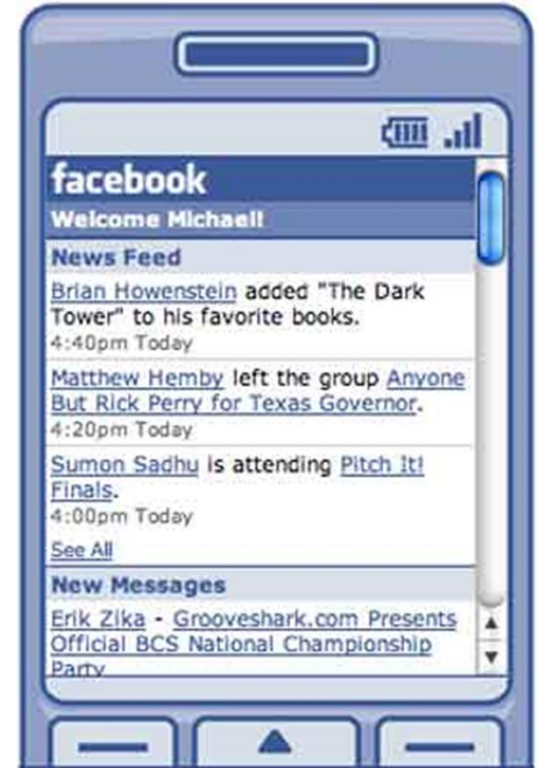 facebook
Welcome Michael!
News Feed
Brian Howenstein added "The Dark
Tower" to his favorite books.
4:40pm Today
Matthew Hemby left the group Anyone
But Rick Perry for Texas Governor.
4:20pm Today
Sumon Sadhu is attending Pitch It!
Finals.
4:00pm Today
See All
New Messages
Erik Zika - Grooveshark.com Presents
Official BCS National Championship
Party